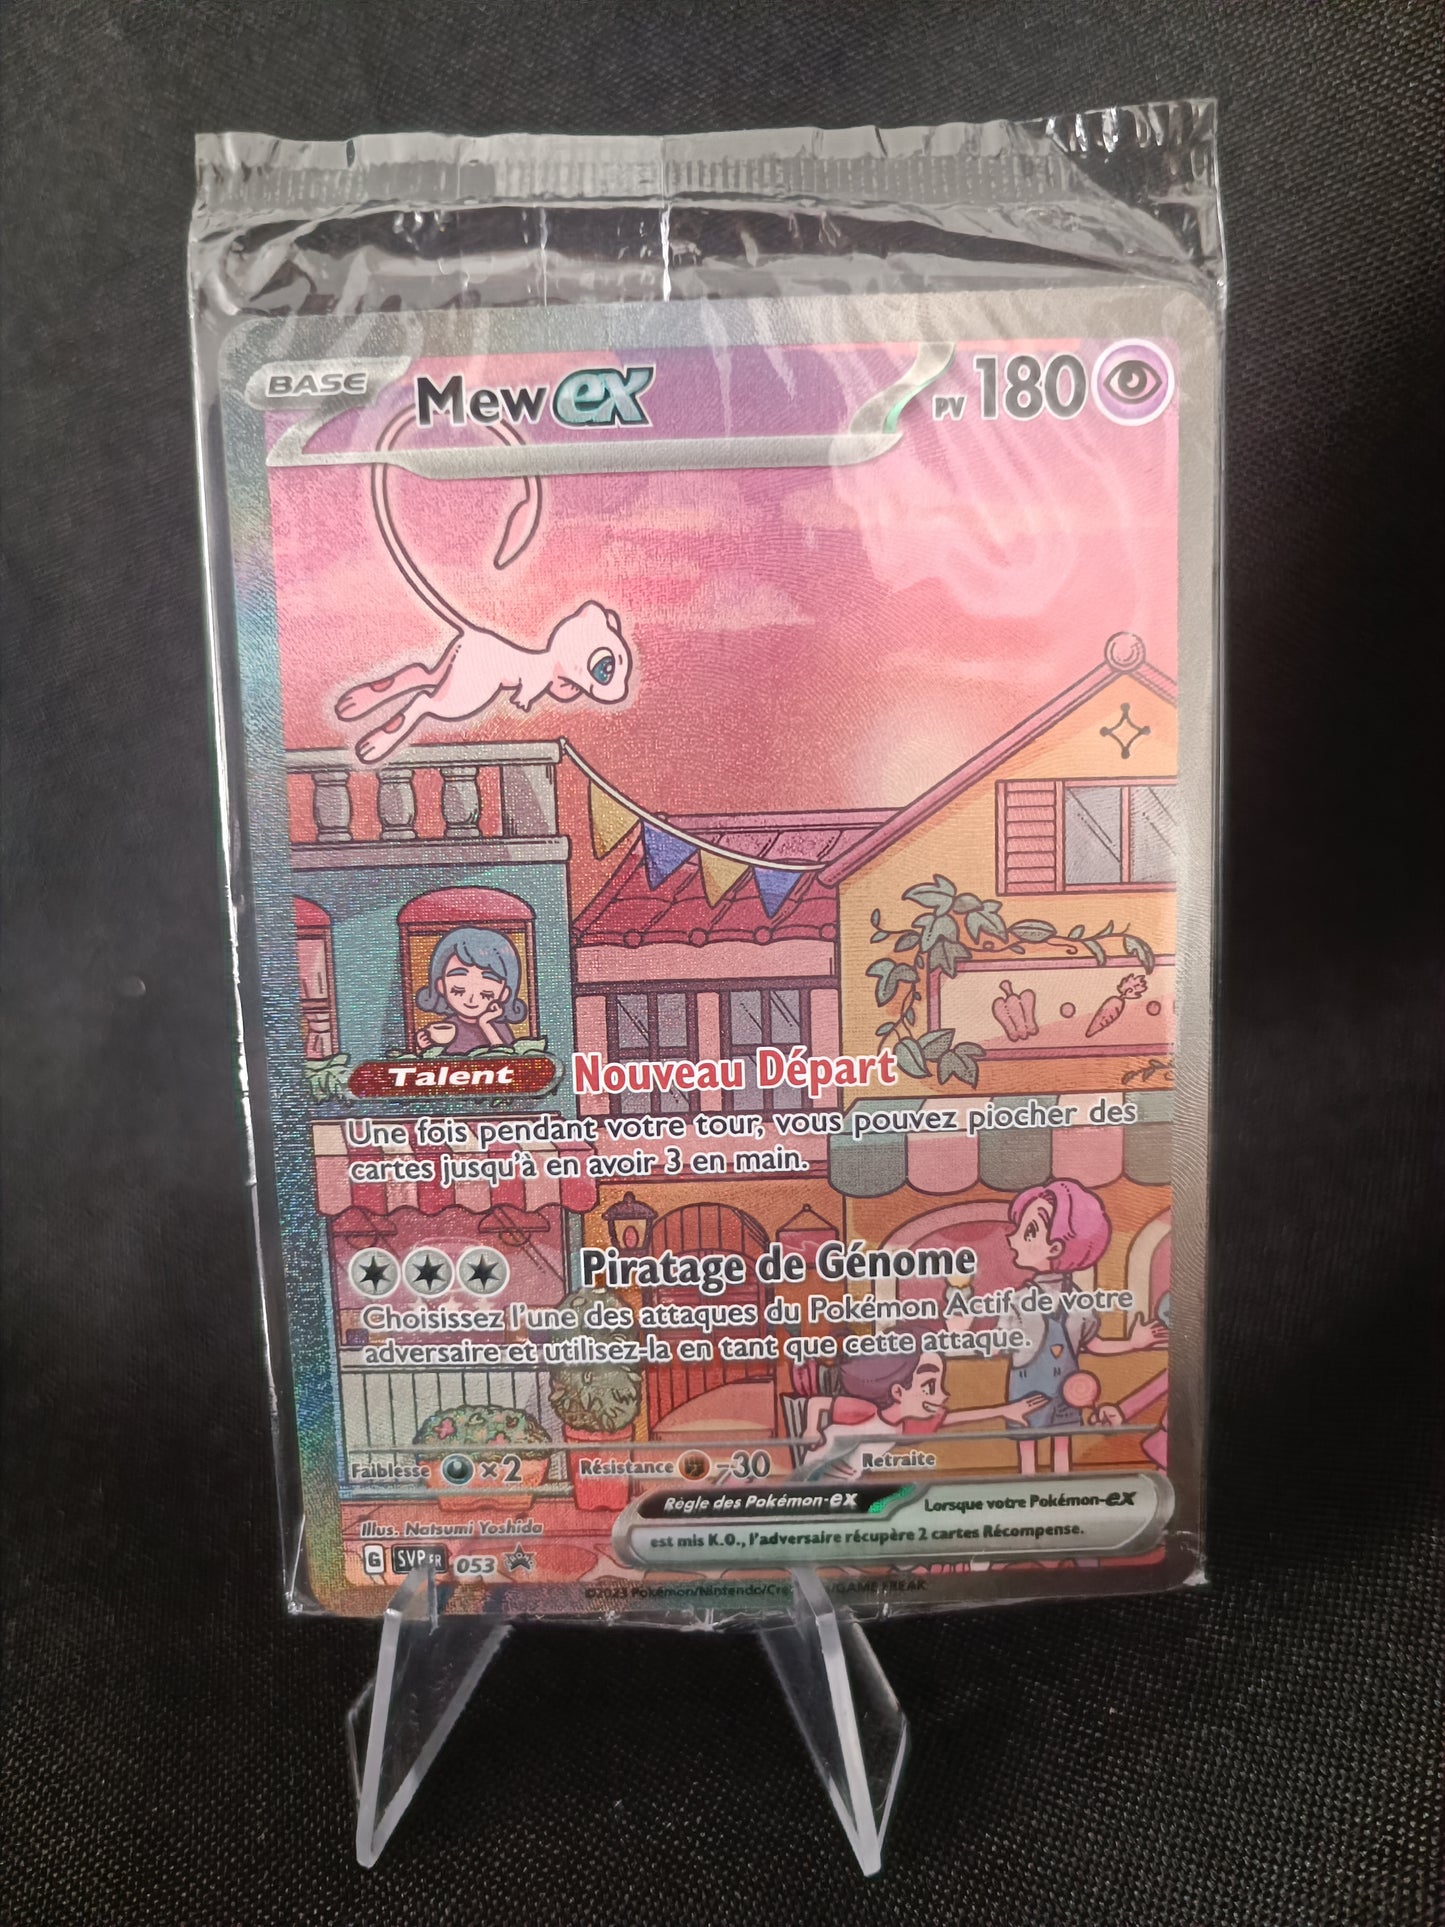 BASE
Mew ex
PV 180
Talent Nouveau Départ
Une fois pendant votre tour, vous pouvez piocher des
cartes jusqu'à en avoir 3 en main.
Piratage de Génome
Choisissez l'une des attaques du Pokémon Actif de votre
adversaire et utilisez-la en tant que cette attaque.
Faiblesse ×2 Résistance -30 Retraite
Règle des Pokémon-ex Lorsque votre Pokémon-ex
est mis K.O., l'adversaire récupère 2 cartes Récompense.
Illus. Natsumi Yoshida
G SVP FR 053
©2023 Pokémon/Nintendo/ /GAME FREAK